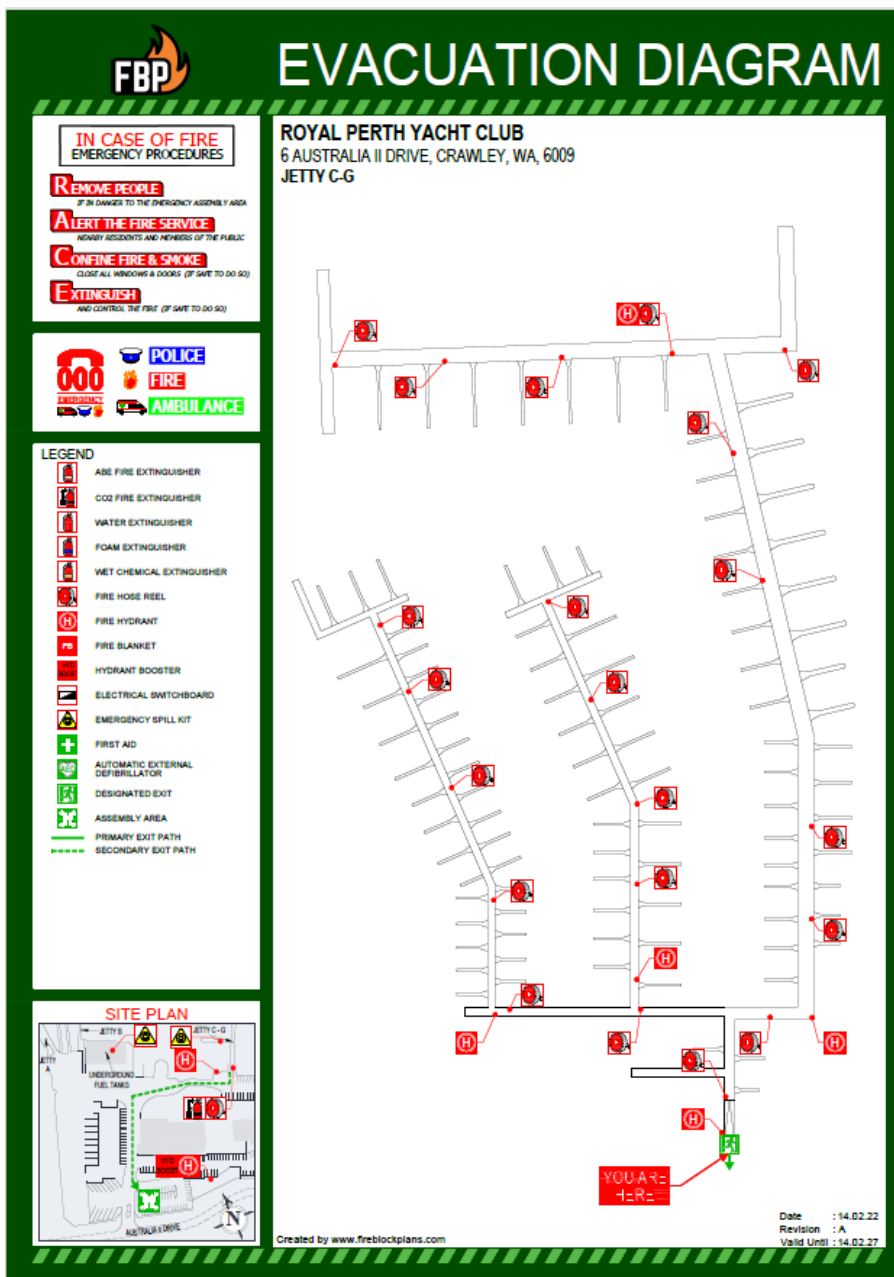 FBP
EVACUATION DIAGRAM
IN CASE OF FIRE
EMERGENCY PROCEDURES
REMOVE PEOPLE
IF IN DANGER TO THE EMERGENCY ASSEMBLY AREA
ALERT THE FIRE SERVICE
NEARBY RESIDENTS AND MEMBERS OF THE PUBLIC
CONFINE FIRE & SMOKE
CLOSE ALL WINDOWS & DOORS (IF SAFE TO DO SO)
EXTINGUISH
AND CONTROL THE FIRE (IF SAFE TO DO SO)
000
EMERGENCY
POLICE
FIRE
AMBULANCE
LEGEND
ABE FIRE EXTINGUISHER
CO2 FIRE EXTINGUISHER
WATER EXTINGUISHER
FOAM EXTINGUISHER
WET CHEMICAL EXTINGUISHER
FIRE HOSE REEL
H FIRE HYDRANT
FB FIRE BLANKET
HYD
BOOST
HYDRANT BOOSTER
ELECTRICAL SWITCHBOARD
EMERGENCY SPILL KIT
FIRST AID
AED
AUTOMATIC EXTERNAL
DEFIBRILLATOR
DESIGNATED EXIT
ASSEMBLY AREA
PRIMARY EXIT PATH
SECONDARY EXIT PATH
SITE PLAN
JETTY B
JETTY C - G
JETTY
A
H
UNDERGROUND
FUEL TANKS
HYD
BOOST
H
AUSTRALIA II DRIVE
N
ROYAL PERTH YACHT CLUB
6 AUSTRALIA II DRIVE, CRAWLEY, WA, 6009
JETTY C-G
H
H
H
H
H
YOU ARE
HERE
Created by www.fireblockplans.com
Date : 14.02.22
Revision : A
Valid Until : 14.02.27